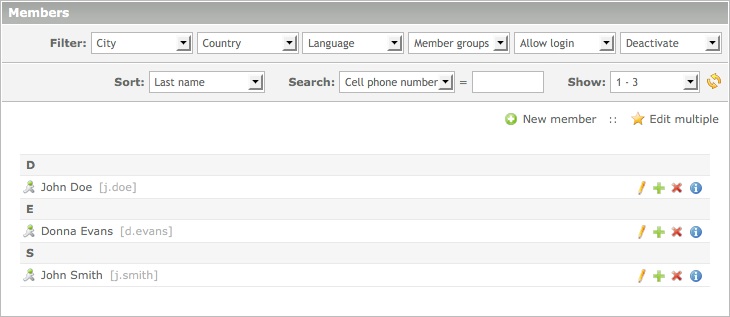 Members
Filter: City Country Language Member groups Allow login Deactivate
Sort: Last name Search: Cell phone number = Show: 1 - 3
New member :: Edit multiple
D
John Doe [j.doe]
E
Donna Evans [d.evans]
S
John Smith [j.smith]